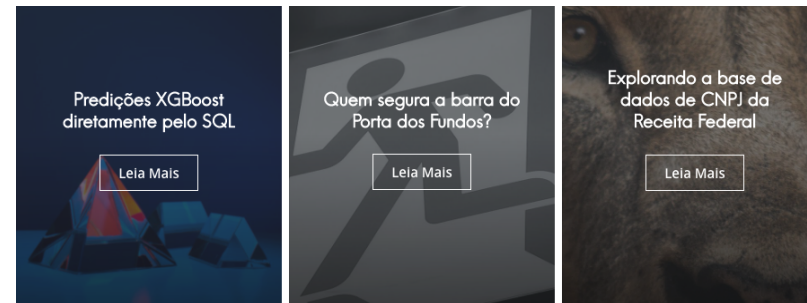 Predições XGBoost
diretamente pelo SQL
Leia Mais
Quem segura a barra do
Porta dos Fundos?
Leia Mais
Explorando a base de
dados de CNPJ da
Receita Federal
Leia Mais